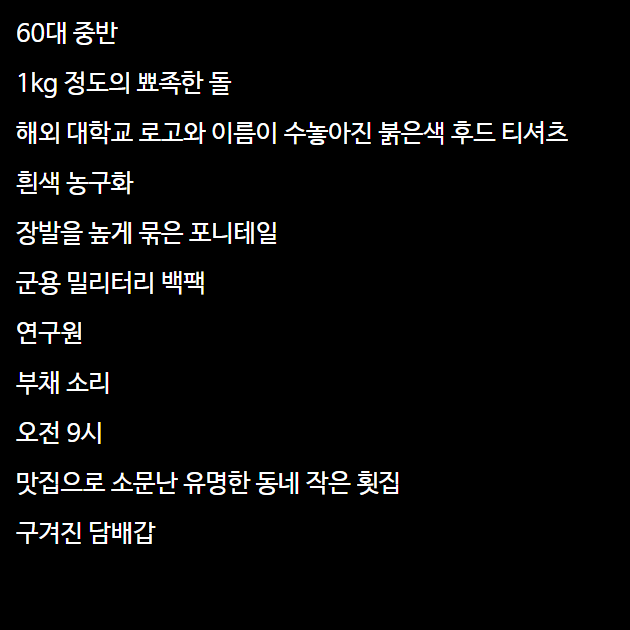 60대 중반
1kg 정도의 뾰족한 돌
해외 대학교 로고와 이름이 수놓아진 붉은색 후드 티셔츠
흰색 농구화
장발을 높게 묶은 포니테일
군용 밀리터리 백팩
연구원
부채 소리
오전 9시
맛집으로 소문난 유명한 동네 작은 횟집
구겨진 담배갑